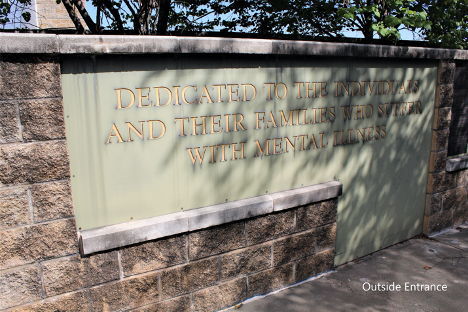 DEDICATED TO THE INDIVIDUALS
AND THEIR FAMILIES WHO SUFFER
WITH MENTAL ILLNESS
Outside Entrance